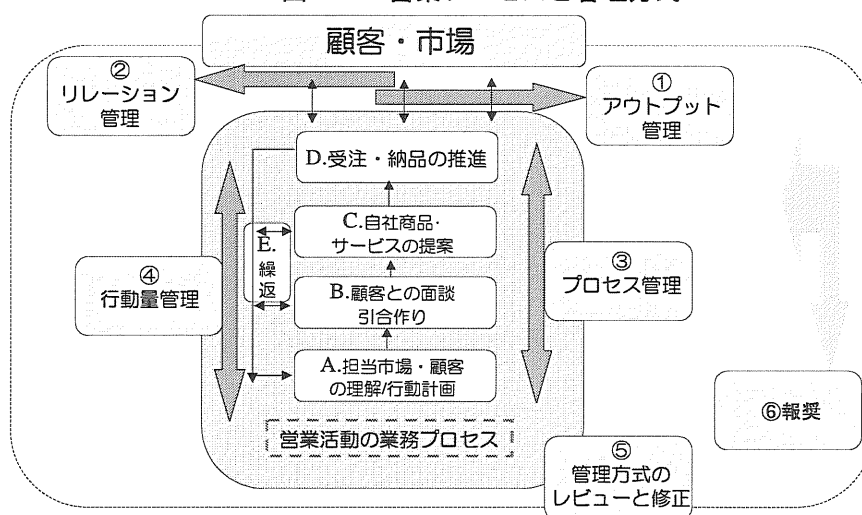 顧客・市場
②
リレーション
管理
①
アウトプット
管理
D.受注・納品の推進
C.自社商品・
サービスの提案
E.
繰
返
B.顧客との面談
引合作り
A.担当市場・顧客
の理解/行動計画
④
行動量管理
③
プロセス管理
営業活動の業務プロセス
⑥報奨
⑤
管理方式の
レビューと修正